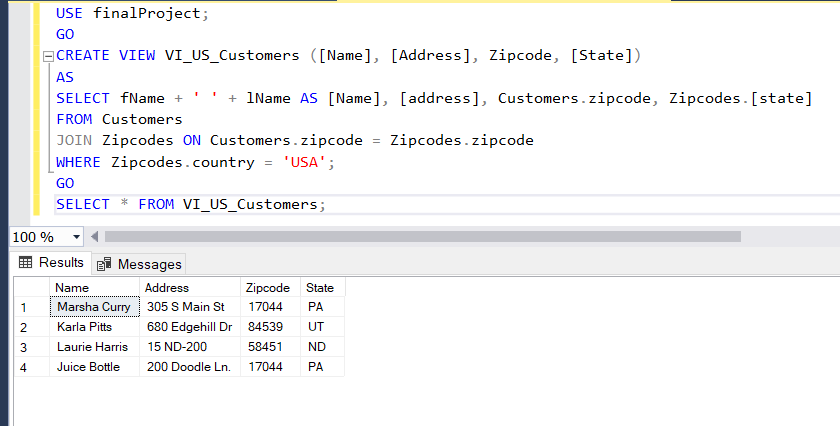 USE finalProject;
GO
CREATE VIEW VI_US_Customers ([Name], [Address], Zipcode, [State])
AS
SELECT fName + ' ' + lName AS [Name], [address], Customers.zipcode, Zipcodes.[state]
FROM Customers
JOIN Zipcodes ON Customers.zipcode = Zipcodes.zipcode
WHERE Zipcodes.country = 'USA';
GO
SELECT * FROM VI_US_Customers;
100 %
Results Messages
Name Address Zipcode State
1 Marsha Curry 305 S Main St 17044 PA
2 Karla Pitts 680 Edgehill Dr 84539 UT
3 Laurie Harris 15 ND-200 58451 ND
4 Juice Bottle 200 Doodle Ln. 17044 PA